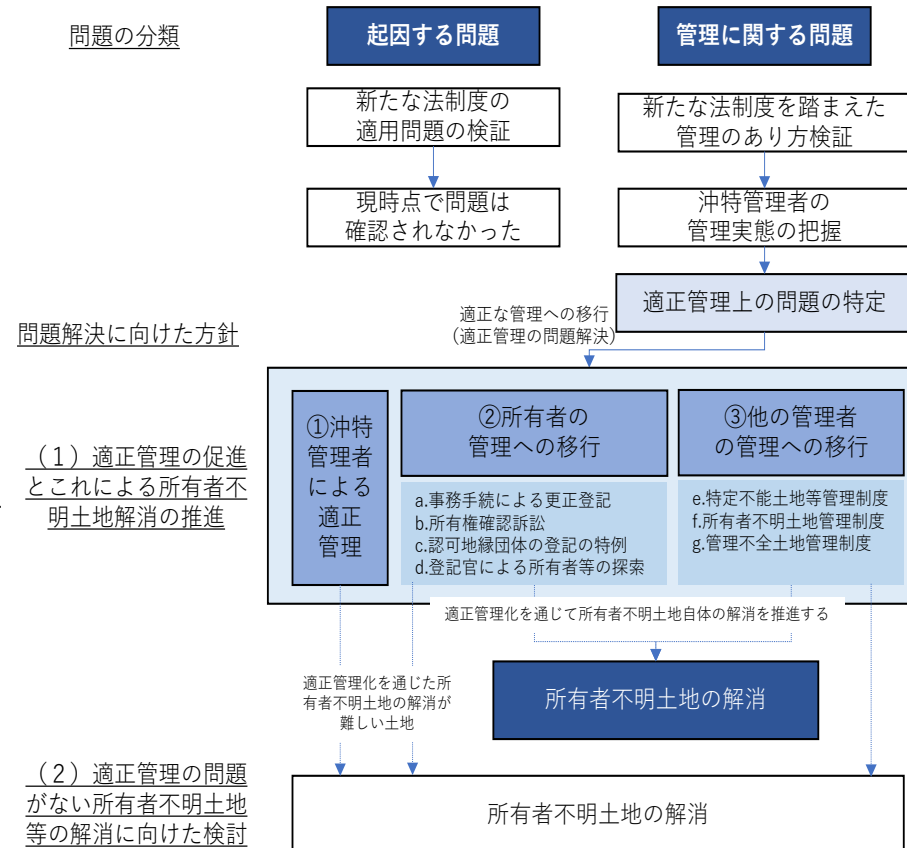 問題の分類
起因する問題
管理に関する問題
新たな法制度の
適用問題の検証
新たな法制度を踏まえた
管理のあり方検証
現時点で問題は
確認されなかった
沖特管理者の
管理実態の把握
適正管理上の問題の特定
適正な管理への移行
(適正管理の問題解決)
問題解決に向けた方針
(1)適正管理の促進
とこれによる所有者不
明土地解消の推進
①沖特
管理者
による
適正
管理
②所有者の
管理への移行
a.事務手続による更正登記
b.所有権確認訴訟
c.認可地縁団体の登記の特例
d.登記官による所有者等の探索
③他の管理者
の管理への移行
e.特定不能土地等管理制度
f.所有者不明土地管理制度
g.管理不全土地管理制度
適正管理化を通じて所有者不明土地自体の解消を推進する
適正管理化を通じた所
有者不明土地の解消が
難しい土地
所有者不明土地の解消
(2)適正管理の問題
がない所有者不明土地
等の解消に向けた検討
所有者不明土地の解消